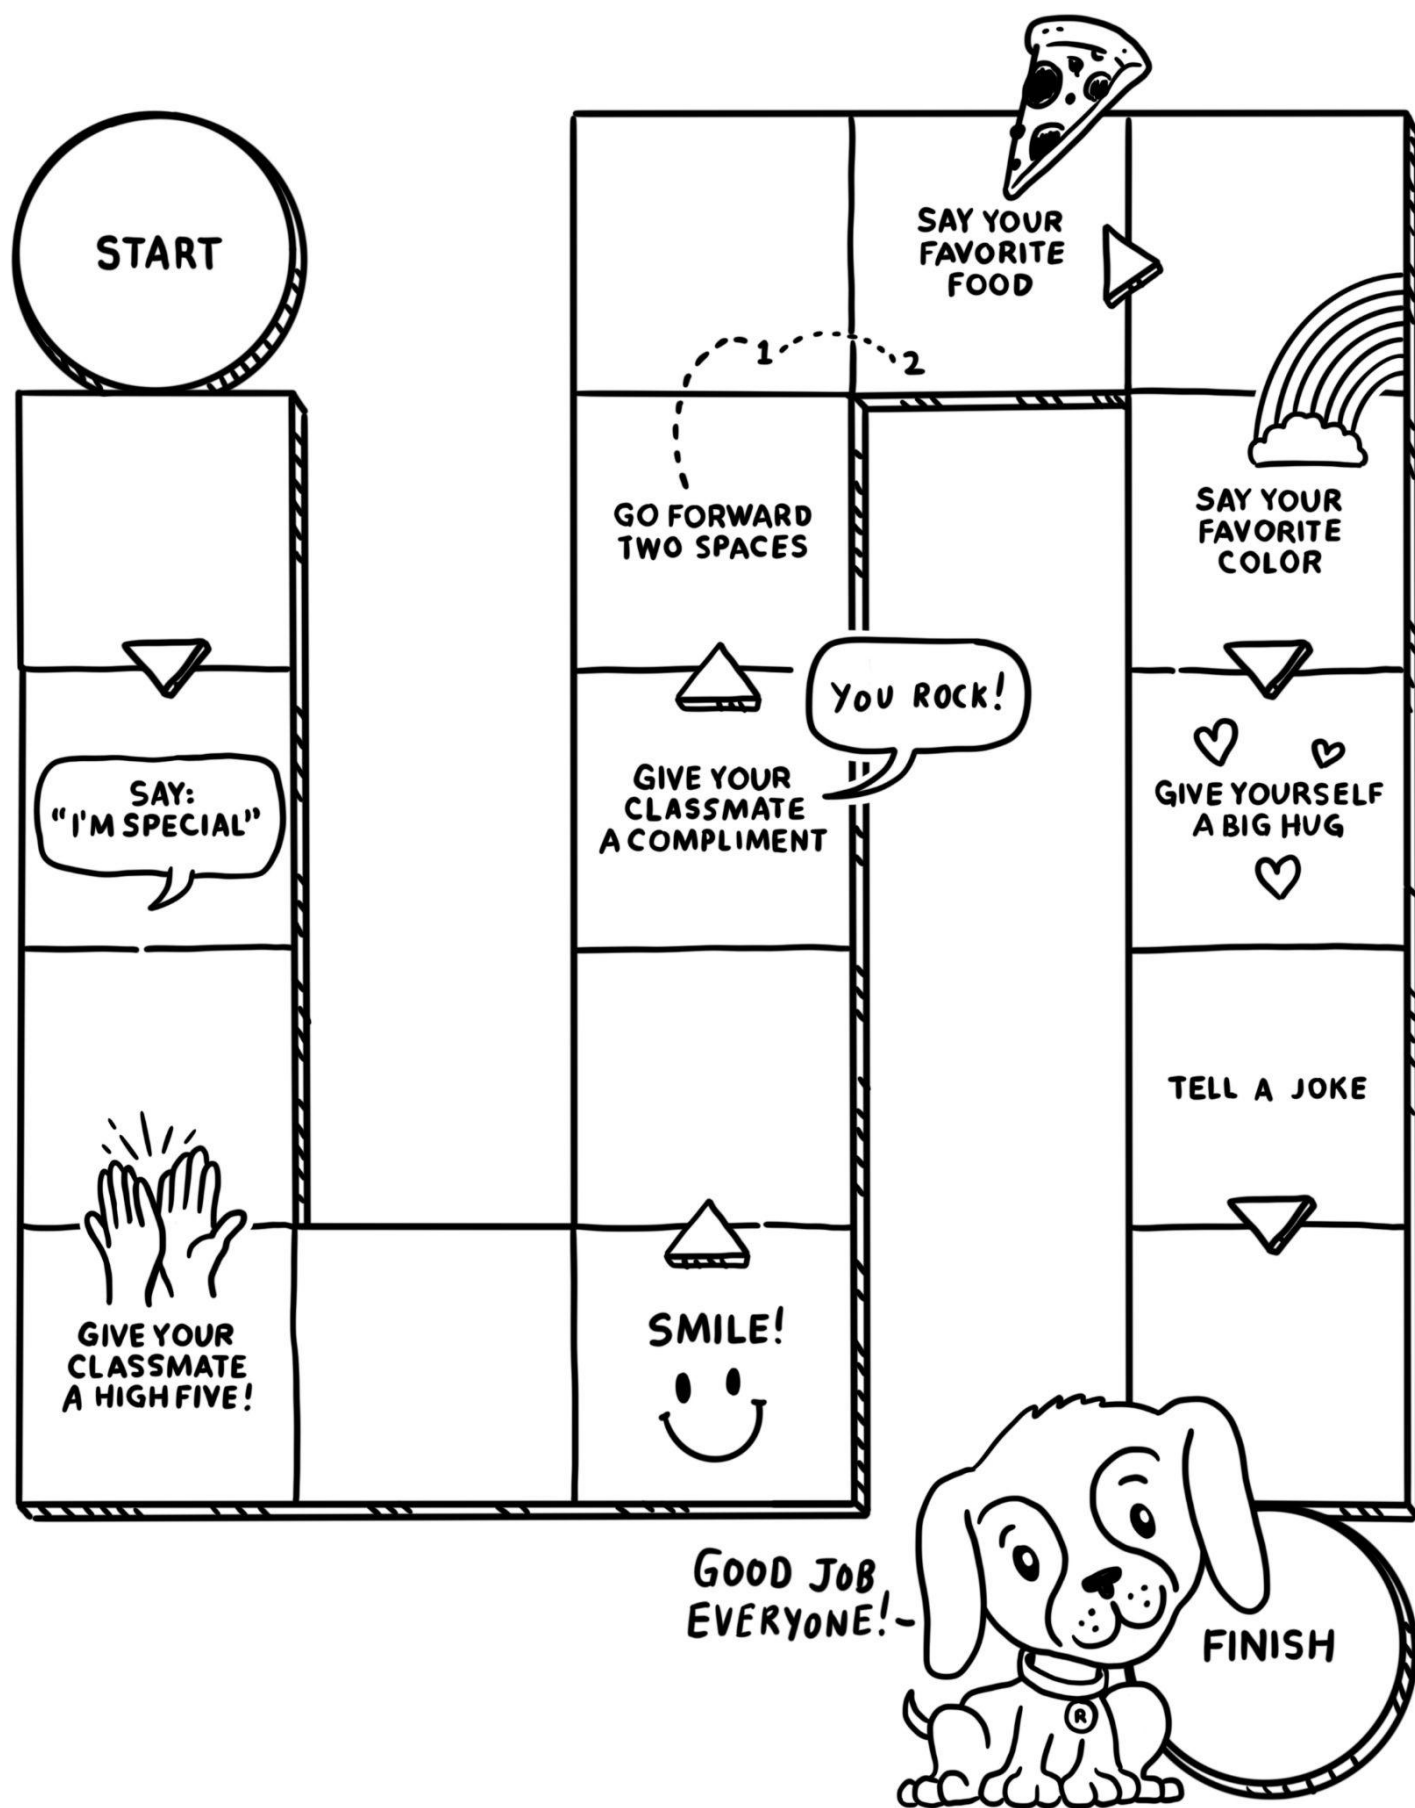 START
SAY:
"I'M SPECIAL"
GIVE YOUR
CLASSMATE
A HIGH FIVE!
SMILE!
GIVE YOUR
CLASSMATE
A COMPLIMENT
YOU ROCK!
GO FORWARD
TWO SPACES
1
2
SAY YOUR
FAVORITE
FOOD
SAY YOUR
FAVORITE
COLOR
GIVE YOURSELF
A BIG HUG
TELL A JOKE
GOOD JOB
EVERYONE!
R
FINISH